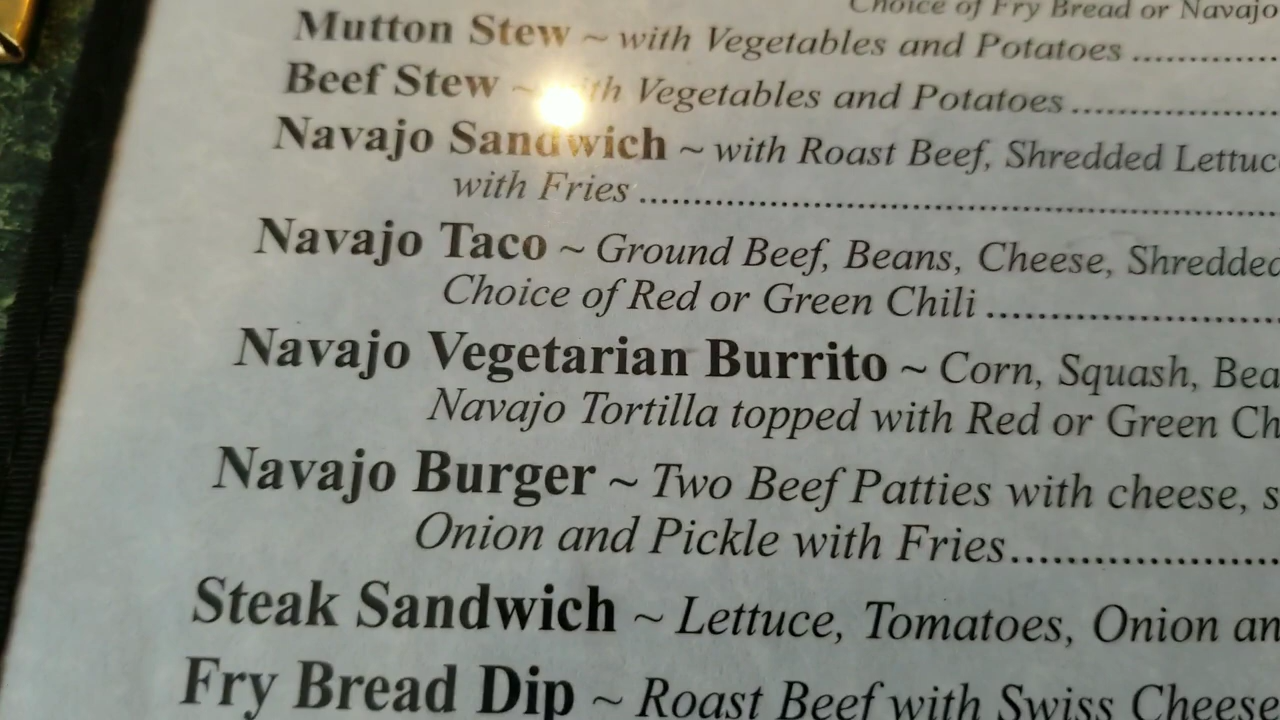 Choice of Fry Bread or Navajo
Mutton Stew ~ with Vegetables and Potatoes ..............
Beef Stew ~ with Vegetables and Potatoes ....................
Navajo Sandwich ~ with Roast Beef, Shredded Lettuc
with Fries ................................................................
Navajo Taco ~ Ground Beef, Beans, Cheese, Shredded
Choice of Red or Green Chili ..............................
Navajo Vegetarian Burrito ~ Corn, Squash, Bea
Navajo Tortilla topped with Red or Green Ch
Navajo Burger ~ Two Beef Patties with cheese, s
Onion and Pickle with Fries..........................
Steak Sandwich ~ Lettuce, Tomatoes, Onion an
Fry Bread Dip ~ Roast Beef with Swiss Cheese